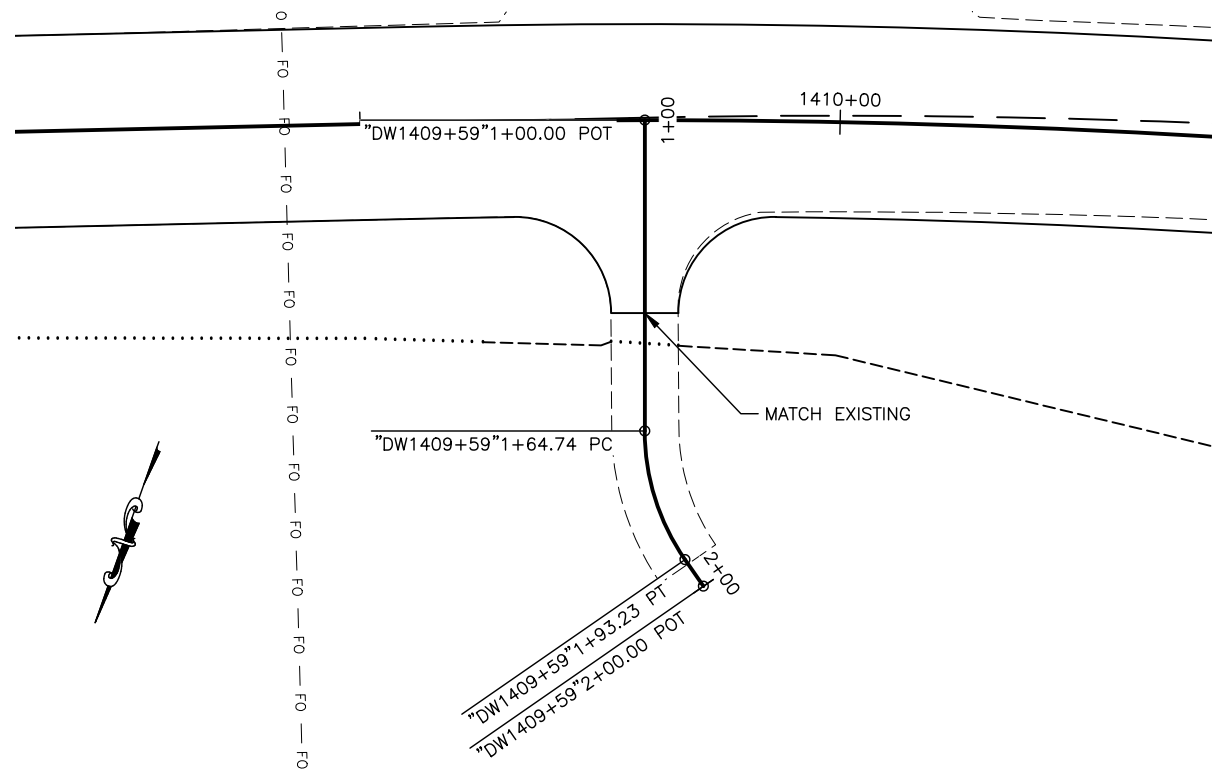 1410+00
1+00
"DW1409+59"1+00.00 POT
MATCH EXISTING
"DW1409+59"1+64.74 PC
2+00
"DW1409+59"1+93.23 PT
"DW1409+59"2+00.00 POT
O
FO
FO
FO
FO
FO
FO
FO
FO
FO
FO
FO
FO
FO